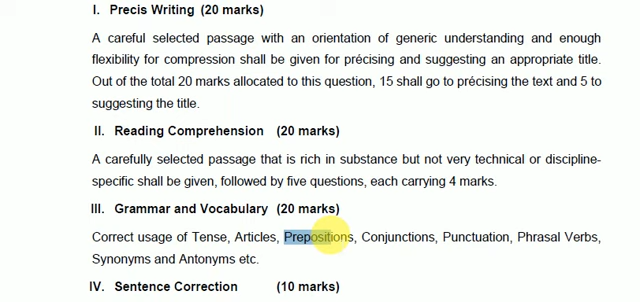 I. Precis Writing (20 marks)
A careful selected passage with an orientation of generic understanding and enough
flexibility for compression shall be given for précising and suggesting an appropriate title.
Out of the total 20 marks allocated to this question, 15 shall go to précising the text and 5 to
suggesting the title.
II. Reading Comprehension (20 marks)
A carefully selected passage that is rich in substance but not very technical or discipline-
specific shall be given, followed by five questions, each carrying 4 marks.
III. Grammar and Vocabulary (20 marks)
Correct usage of Tense, Articles, Prepositions, Conjunctions, Punctuation, Phrasal Verbs,
Synonyms and Antonyms etc.
IV. Sentence Correction (10 marks)